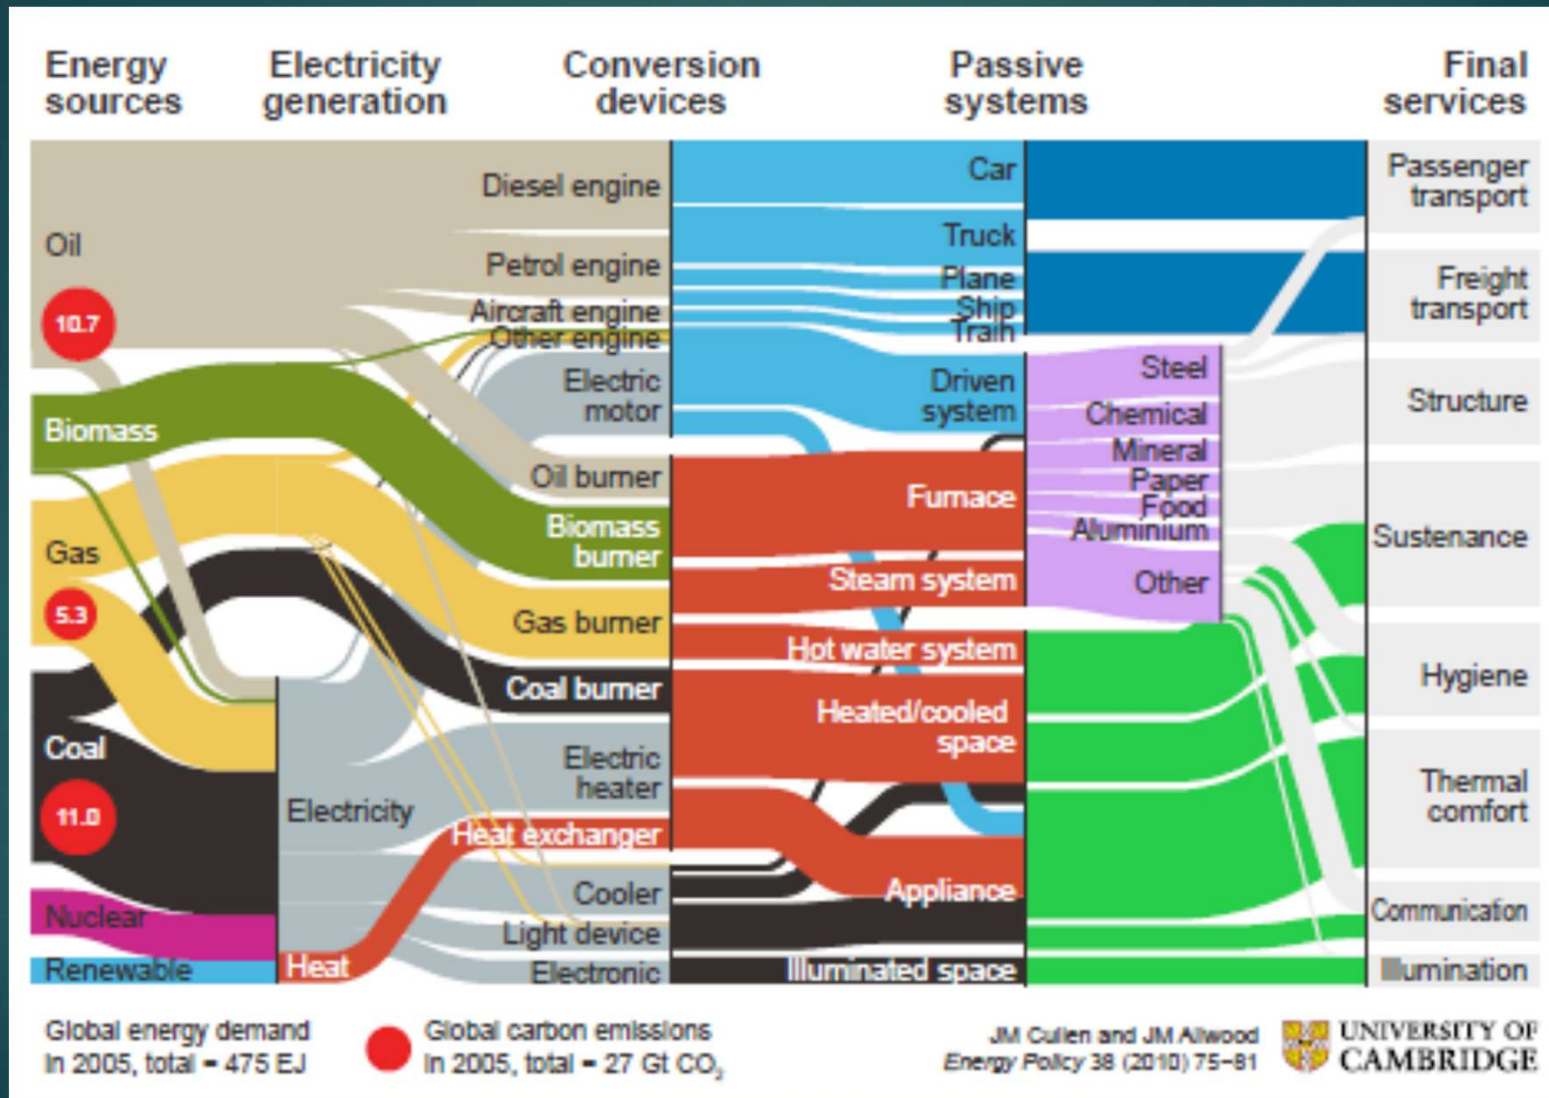 Energy
sources
Electricity
generation
Conversion
devices
Passive
systems
Final
services
Oil
10.7
Biomass
Gas
5.3
Coal
11.0
Nuclear
Renewable
Electricity
Heat
Diesel engine
Petrol engine
Aircraft engine
Other engine
Electric
motor
Oil burner
Biomass
burner
Gas burner
Coal burner
Electric
heater
Heat exchanger
Cooler
Light device
Electronic
Car
Truck
Plane
Ship
Train
Driven
system
Furnace
Steam system
Hot water system
Heated/cooled
space
Appliance
Illuminated space
Steel
Chemical
Mineral
Paper
Food
Aluminium
Other
Passenger
transport
Freight
transport
Structure
Sustenance
Hygiene
Thermal
comfort
Communication
Illumination
Global energy demand
in 2005, total = 475 EJ
Global carbon emissions
in 2005, total = 27 Gt CO₂
JM Cullen and JM Allwood
Energy Policy 38 (2010) 75–81
UNIVERSITY OF
CAMBRIDGE